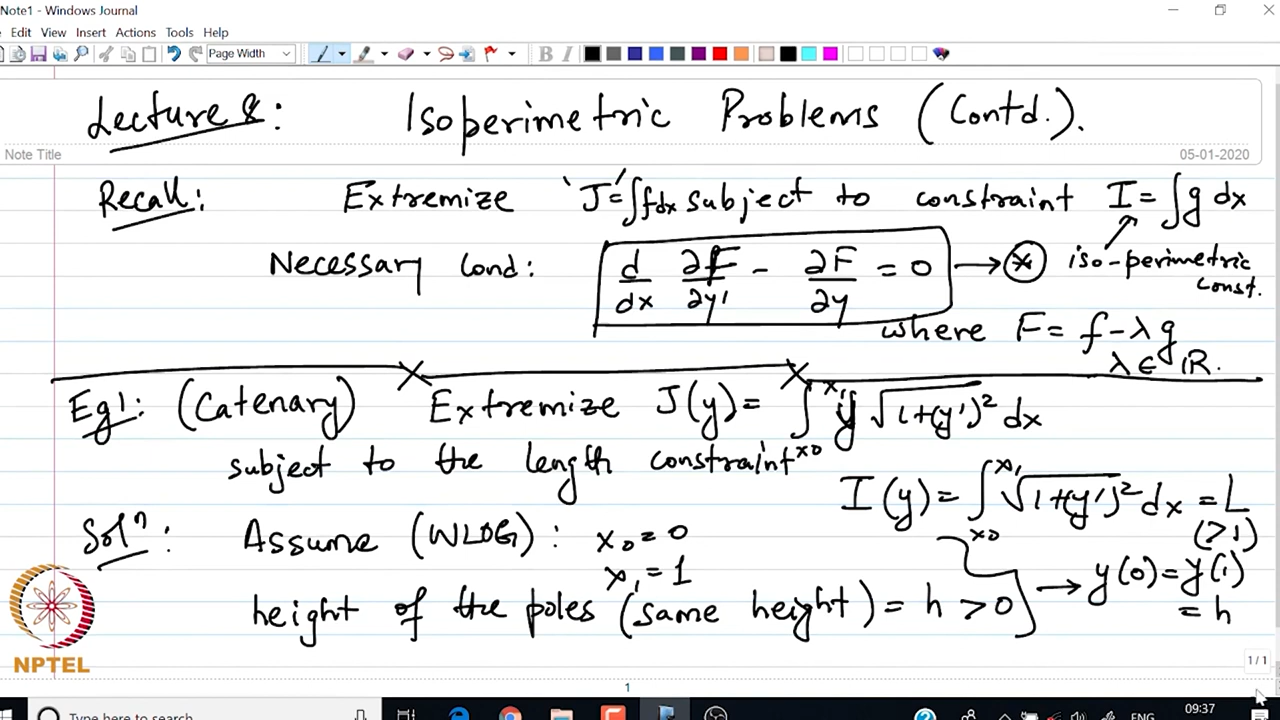 Note1 - Windows Journal
Edit View Insert Actions Tools Help
Page Width
Lecture 8: Isoperimetric Problems (Contd.).
Note Title
05-01-2020
Recall: Extremize 'J'=∫fdx subject to constraint I = ∫g dx
Necessary Cond: d/dx ∂F/∂y' - ∂F/∂y = 0 → ⊛ iso-perimetric const.
where F = f - λg
λ ∈ ℝ.
Eg1: (Catenary) Extremize J(y) = ∫_{x0}^{x1} y √(1+(y')²) dx
subject to the length constraint
I(y) = ∫_{x0}^{x1} √(1+(y')²) dx = L
(>1)
Solⁿ: Assume (WLOG): x0 = 0
x1 = 1
height of the poles (same height) = h > 0 → y(0) = y(1)
= h
NPTEL
1/1
1
Type here to search
ENG
09:37